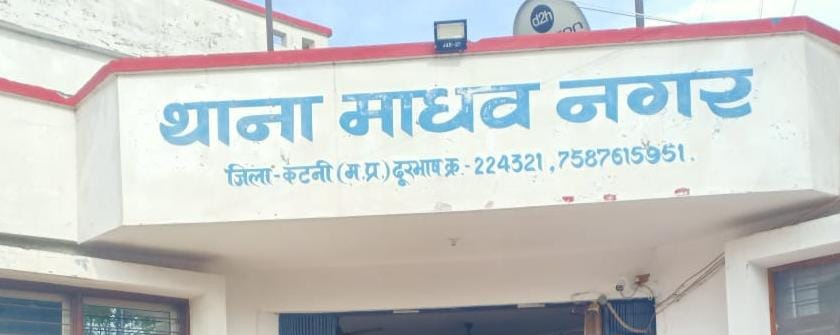 d2h
थाना माधव नगर
जिला-कटनी (म.प्र.) दूरभाष क्र.-224321,7587615951.